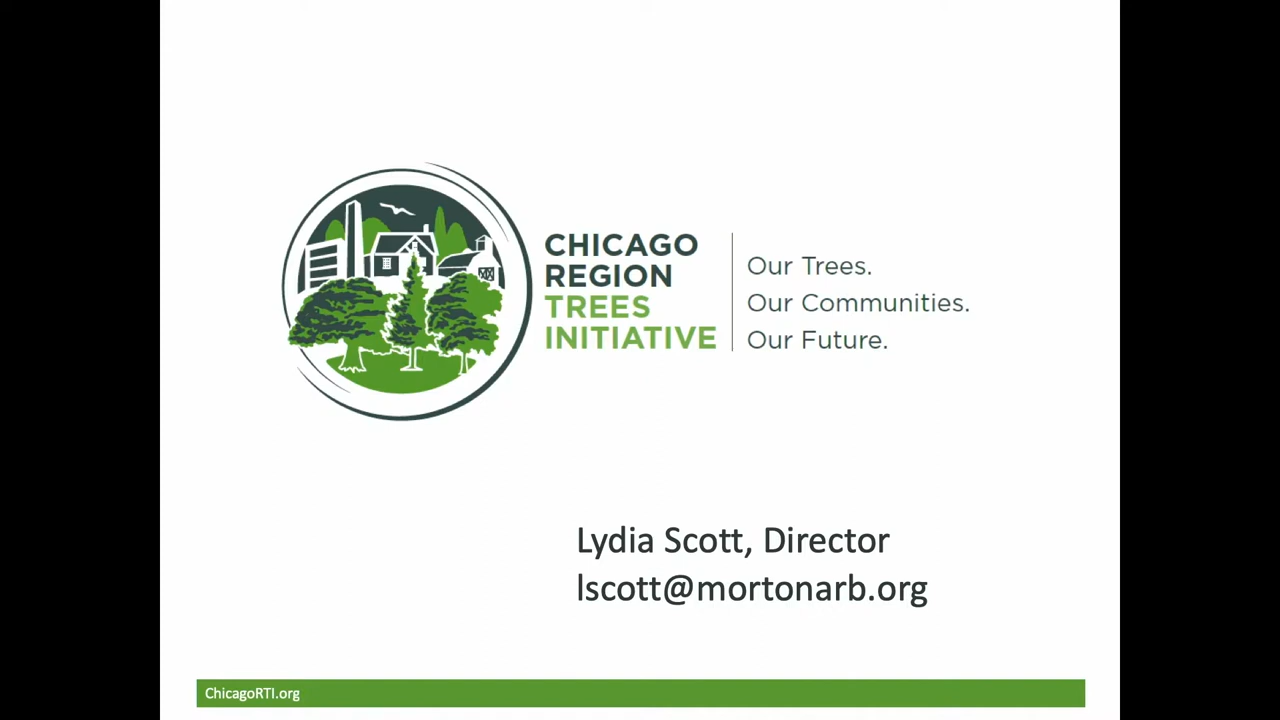 CHICAGO
REGION
TREES
INITIATIVE
Our Trees.
Our Communities.
Our Future.
Lydia Scott, Director
lscott@mortonarb.org
ChicagoRTI.org